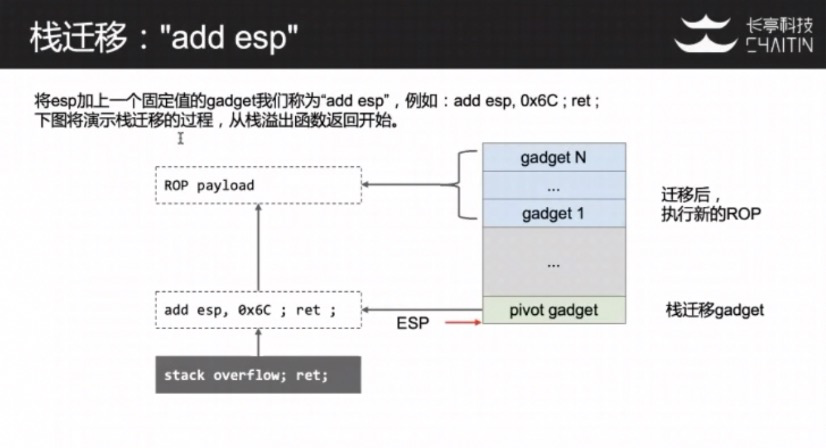 栈迁移："add esp"
长亭科技
CHAITIN
将esp加上一个固定值的gadget我们称为“add esp”，例如：add esp, 0x6C ; ret ;
下图将演示栈迁移的过程，从栈溢出函数返回开始。
gadget N
ROP payload
...
gadget 1
迁移后，
执行新的ROP
...
add esp, 0x6C ; ret ;
pivot gadget
栈迁移gadget
ESP
stack overflow; ret;